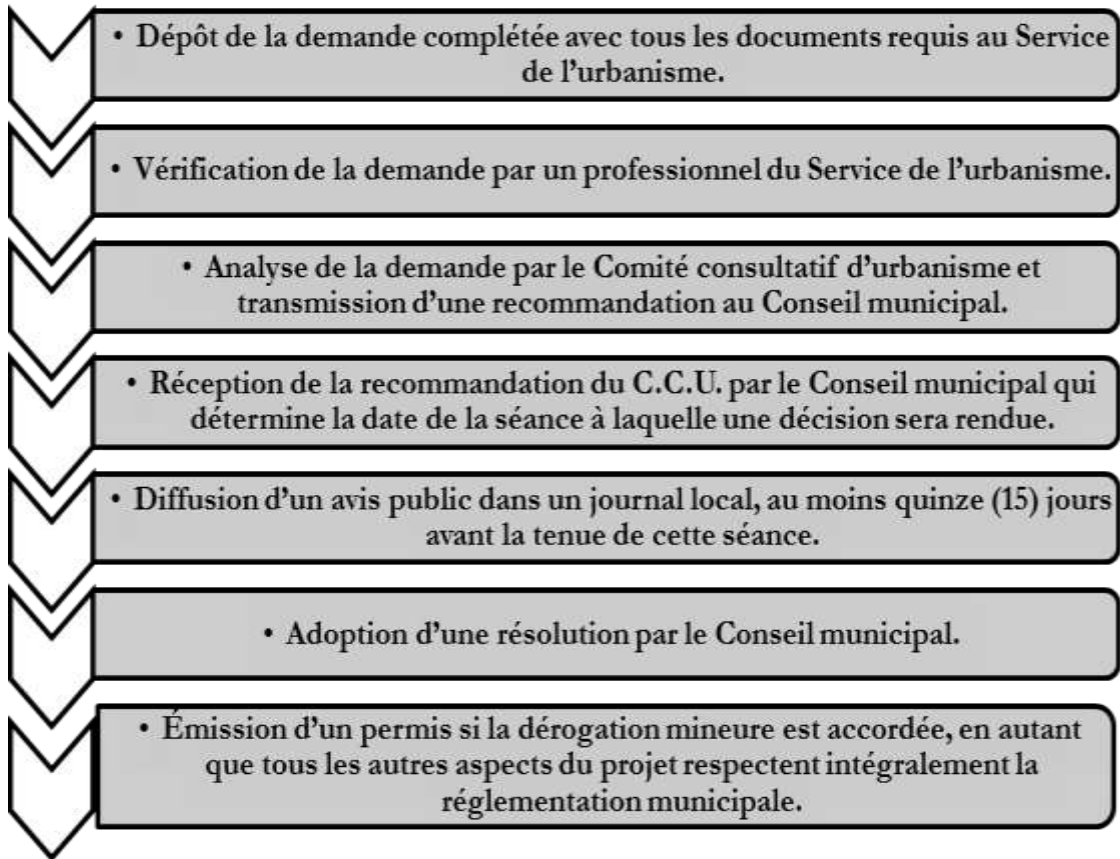 • Dépôt de la demande complétée avec tous les documents requis au Service
de l'urbanisme.
• Vérification de la demande par un professionnel du Service de l'urbanisme.
• Analyse de la demande par le Comité consultatif d'urbanisme et
transmission d'une recommandation au Conseil municipal.
• Réception de la recommandation du C.C.U. par le Conseil municipal qui
détermine la date de la séance à laquelle une décision sera rendue.
• Diffusion d'un avis public dans un journal local, au moins quinze (15) jours
avant la tenue de cette séance.
• Adoption d'une résolution par le Conseil municipal.
• Émission d'un permis si la dérogation mineure est accordée, en autant
que tous les autres aspects du projet respectent intégralement la
réglementation municipale.